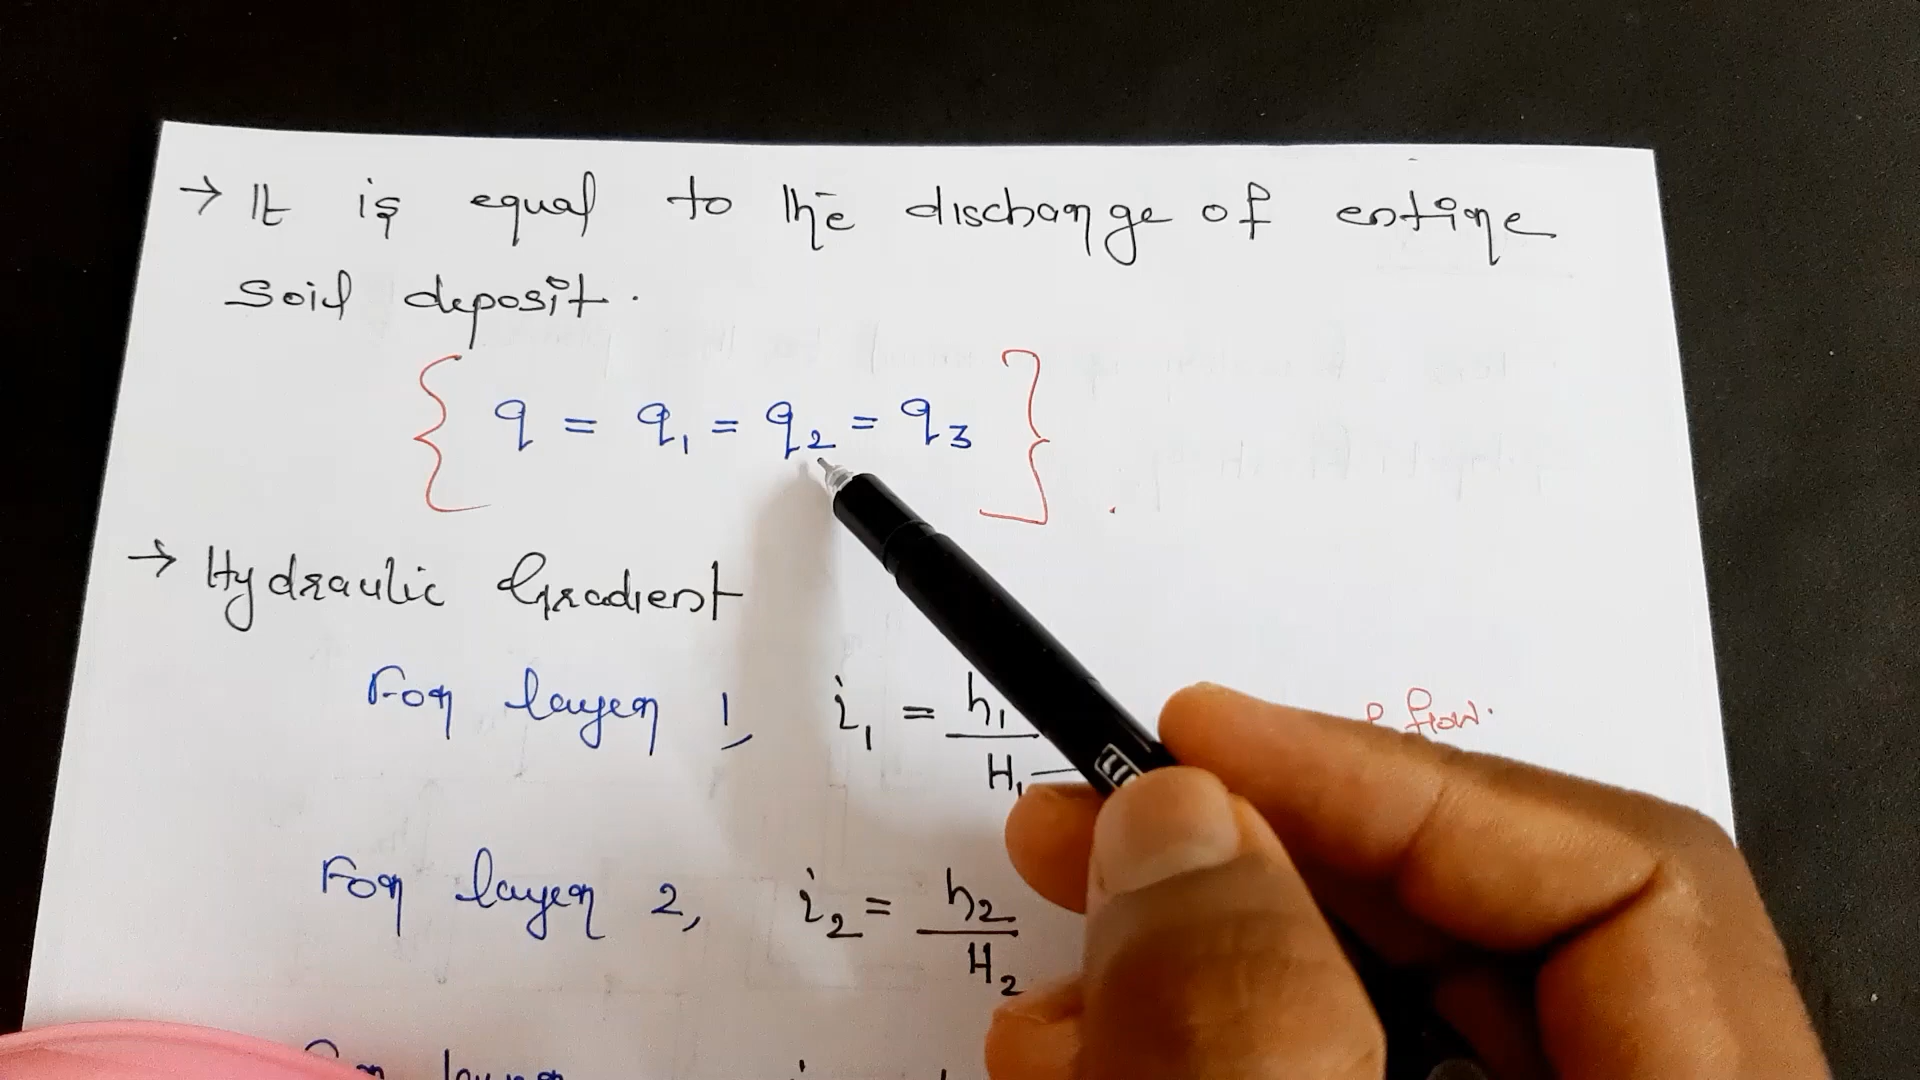 → It is equal to the discharge of entire
soil deposit.
{ q = q₁ = q₂ = q₃ }.
→ Hydraulic Gradient
For layer 1, i₁ = h₁/H₁
flow.
For layer 2, i₂ = h₂/H₂